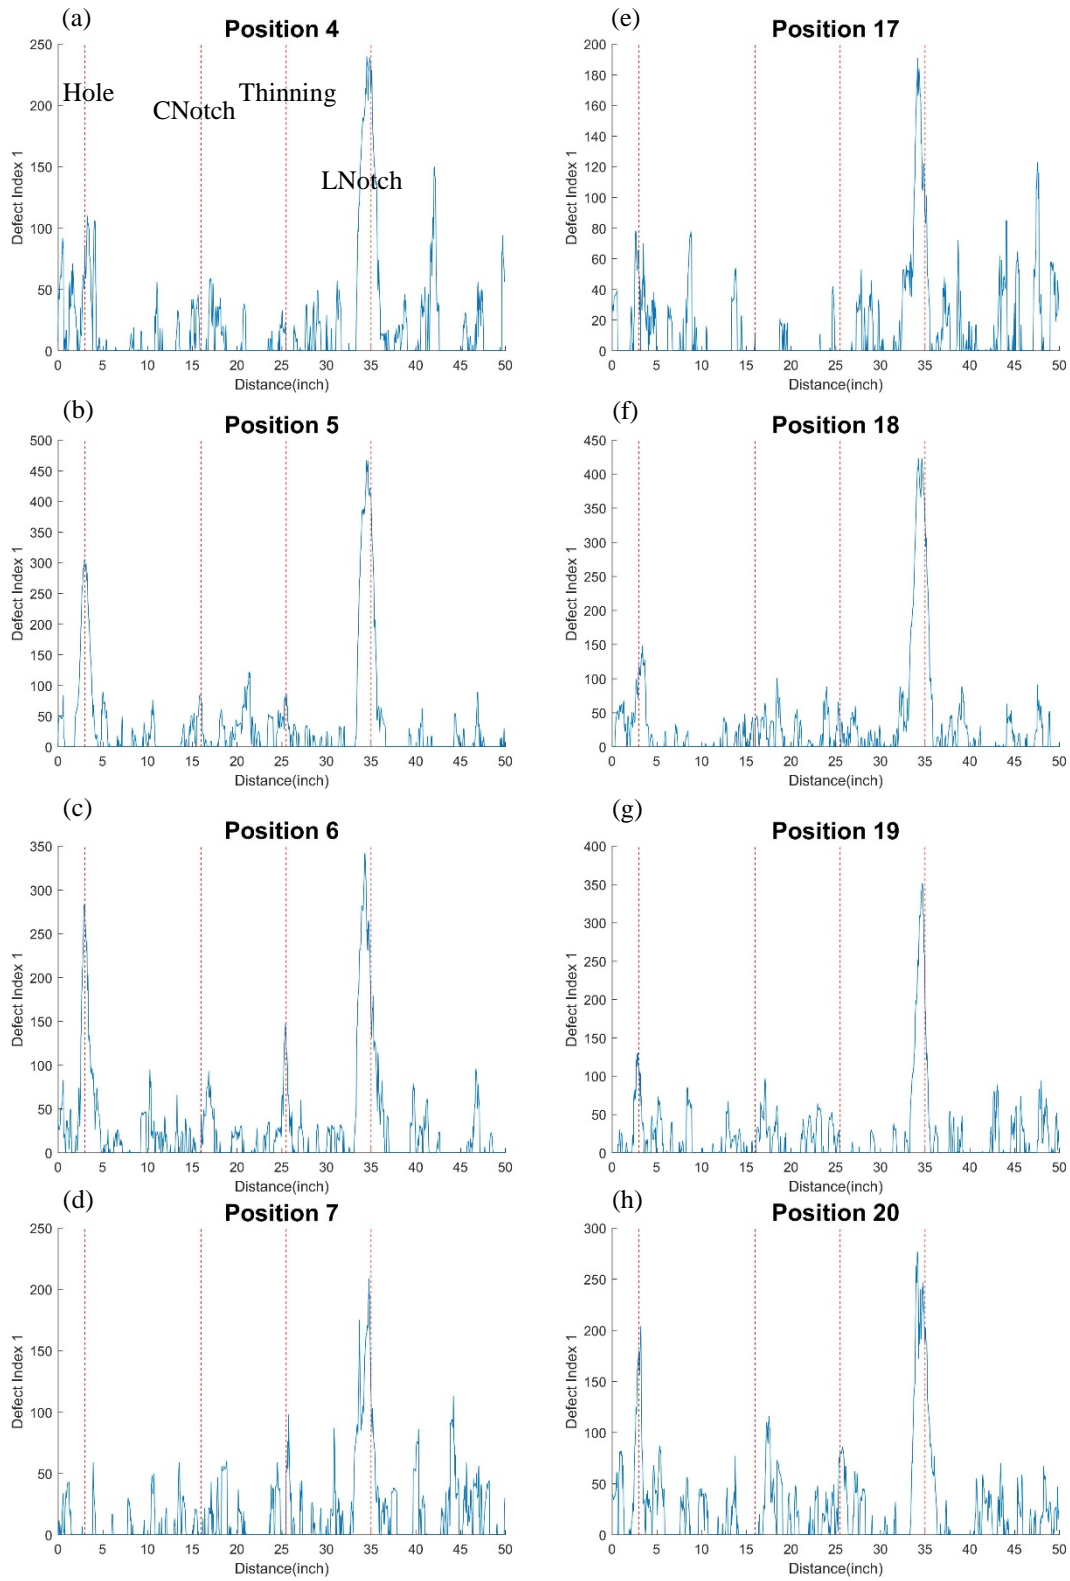 (a)
Position 4
250
200
150
100
50
0
Defect Index 1
Hole
CNotch
Thinning
LNotch
0 5 10 15 20 25 30 35 40 45 50
Distance(inch)
(e)
Position 17
200
180
160
140
120
100
80
60
40
20
0
Defect Index 1
0 5 10 15 20 25 30 35 40 45 50
Distance(inch)
(b)
Position 5
500
450
400
350
300
250
200
150
100
50
0
Defect Index 1
0 5 10 15 20 25 30 35 40 45 50
Distance(inch)
(f)
Position 18
450
400
350
300
250
200
150
100
50
0
Defect Index 1
0 5 10 15 20 25 30 35 40 45 50
Distance(inch)
(c)
Position 6
350
300
250
200
150
100
50
0
Defect Index 1
0 5 10 15 20 25 30 35 40 45 50
Distance(inch)
(g)
Position 19
400
350
300
250
200
150
100
50
0
Defect Index 1
0 5 10 15 20 25 30 35 40 45 50
Distance(inch)
(d)
Position 7
250
200
150
100
50
0
Defect Index 1
0 5 10 15 20 25 30 35 40 45 50
Distance(inch)
(h)
Position 20
300
250
200
150
100
50
0
Defect Index 1
0 5 10 15 20 25 30 35 40 45 50
Distance(inch)